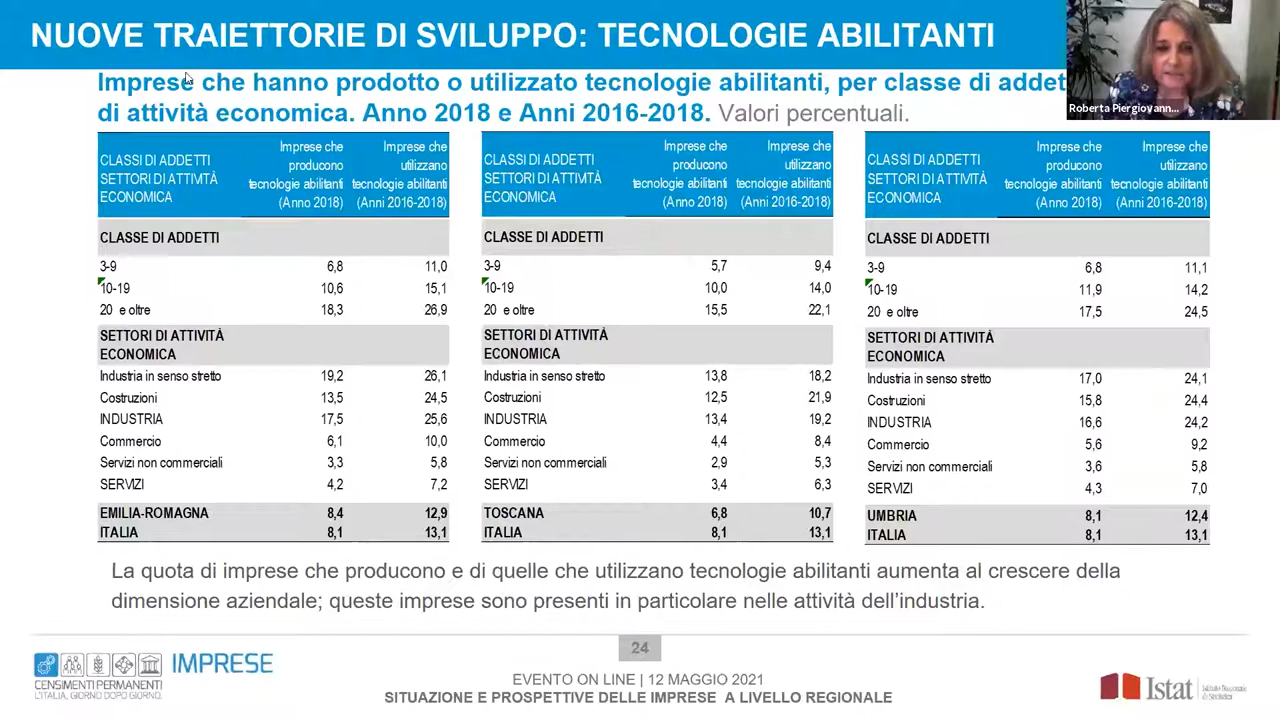 NUOVE TRAIETTORIE DI SVILUPPO: TECNOLOGIE ABILITANTI
Imprese che hanno prodotto o utilizzato tecnologie abilitanti, per classe di addet
di attività economica. Anno 2018 e Anni 2016-2018. Valori percentuali.
Roberta Piergiovann...
CLASSI DI ADDETTI
SETTORI DI ATTIVITÀ
ECONOMICA
Imprese che
producono
tecnologie abilitanti
(Anno 2018)
Imprese che
utilizzano
tecnologie abilitanti
(Anni 2016-2018)
CLASSE DI ADDETTI
3-9 6,8 11,0
10-19 10,6 15,1
20 e oltre 18,3 26,9
SETTORI DI ATTIVITÀ
ECONOMICA
Industria in senso stretto 19,2 26,1
Costruzioni 13,5 24,5
INDUSTRIA 17,5 25,6
Commercio 6,1 10,0
Servizi non commerciali 3,3 5,8
SERVIZI 4,2 7,2
EMILIA-ROMAGNA 8,4 12,9
ITALIA 8,1 13,1
CLASSI DI ADDETTI
SETTORI DI ATTIVITÀ
ECONOMICA
Imprese che
producono
tecnologie abilitanti
(Anno 2018)
Imprese che
utilizzano
tecnologie abilitanti
(Anni 2016-2018)
CLASSE DI ADDETTI
3-9 5,7 9,4
10-19 10,0 14,0
20 e oltre 15,5 22,1
SETTORI DI ATTIVITÀ
ECONOMICA
Industria in senso stretto 13,8 18,2
Costruzioni 12,5 21,9
INDUSTRIA 13,4 19,2
Commercio 4,4 8,4
Servizi non commerciali 2,9 5,3
SERVIZI 3,4 6,3
TOSCANA 6,8 10,7
ITALIA 8,1 13,1
CLASSI DI ADDETTI
SETTORI DI ATTIVITÀ
ECONOMICA
Imprese che
producono
tecnologie abilitanti
(Anno 2018)
Imprese che
utilizzano
tecnologie abilitanti
(Anni 2016-2018)
CLASSE DI ADDETTI
3-9 6,8 11,1
10-19 11,9 14,2
20 e oltre 17,5 24,5
SETTORI DI ATTIVITÀ
ECONOMICA
Industria in senso stretto 17,0 24,1
Costruzioni 15,8 24,4
INDUSTRIA 16,6 24,2
Commercio 5,6 9,2
Servizi non commerciali 3,6 5,8
SERVIZI 4,3 7,0
UMBRIA 8,1 12,4
ITALIA 8,1 13,1
La quota di imprese che producono e di quelle che utilizzano tecnologie abilitanti aumenta al crescere della
dimensione aziendale; queste imprese sono presenti in particolare nelle attività dell'industria.
24
IMPRESE
CENSIMENTI PERMANENTI
L'ITALIA, GIORNO DOPO GIORNO.
EVENTO ON LINE | 12 MAGGIO 2021
SITUAZIONE E PROSPETTIVE DELLE IMPRESE A LIVELLO REGIONALE
Istat
Istituto Nazionale
di Statistica